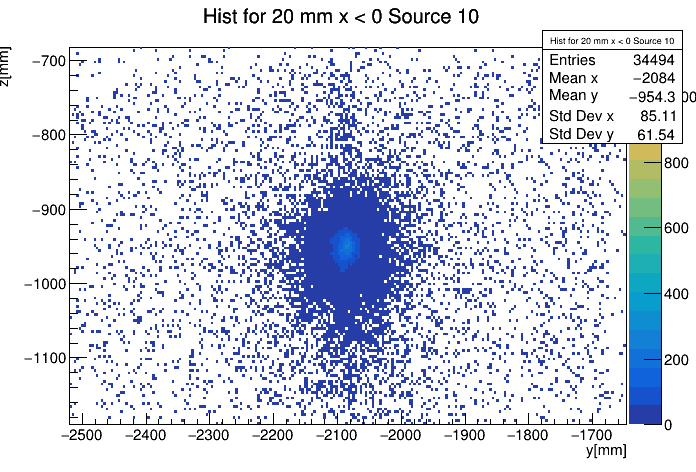 Hist for 20 mm x < 0 Source 10
z[mm]
Hist for 20 mm x < 0 Source 10
Entries 34494
Mean x −2084
Mean y −954.3
Std Dev x 85.11
Std Dev y 61.54
−700
−800
−900
−1000
−1100
00
800
600
400
200
0
−2500 −2400 −2300 −2200 −2100 −2000 −1900 −1800 −1700
y[mm]